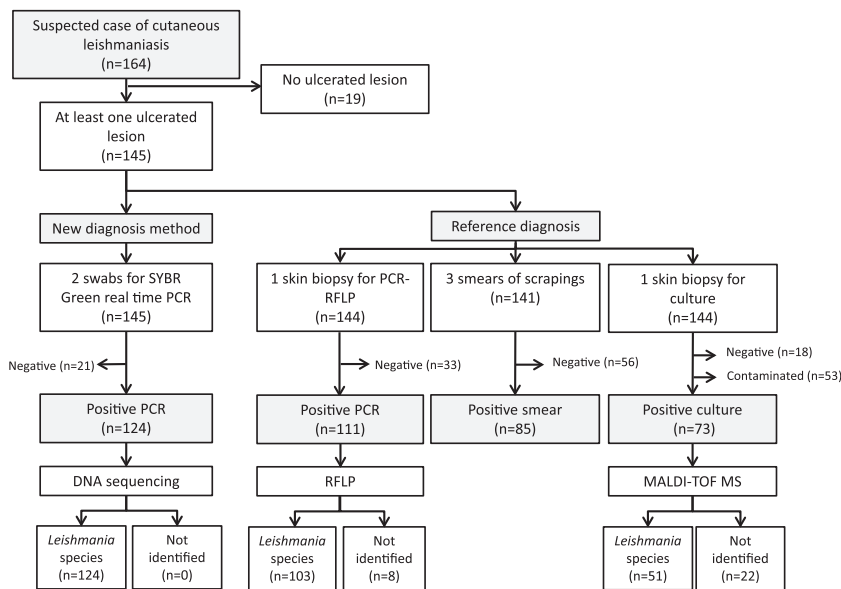 Suspected case of cutaneous
leishmaniasis
(n=164)
No ulcerated lesion
(n=19)
At least one ulcerated
lesion
(n=145)
New diagnosis method
Reference diagnosis
2 swabs for SYBR
Green real time PCR
(n=145)
1 skin biopsy for PCR-
RFLP
(n=144)
3 smears of scrapings
(n=141)
1 skin biopsy for
culture
(n=144)
Negative (n=21)
Negative (n=33)
Negative (n=56)
Negative (n=18)
Contaminated (n=53)
Positive PCR
(n=124)
Positive PCR
(n=111)
Positive smear
(n=85)
Positive culture
(n=73)
DNA sequencing
RFLP
MALDI-TOF MS
Leishmania
species
(n=124)
Not
identified
(n=0)
Leishmania
species
(n=103)
Not
identified
(n=8)
Leishmania
species
(n=51)
Not
identified
(n=22)